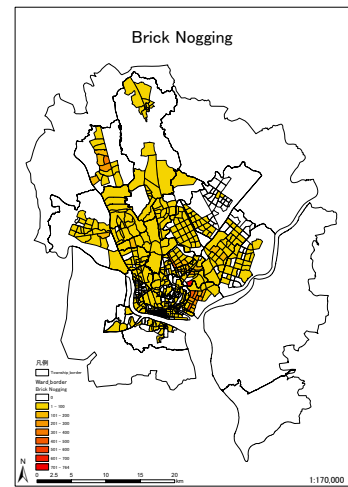 Brick Nogging
凡例
Township_border
Ward_border
Brick Nogging
0
1 - 100
101 - 200
201 - 300
301 - 400
401 - 500
501 - 600
601 - 700
701 - 764
N
0 2.5 5 10 15 20
km
1:170,000